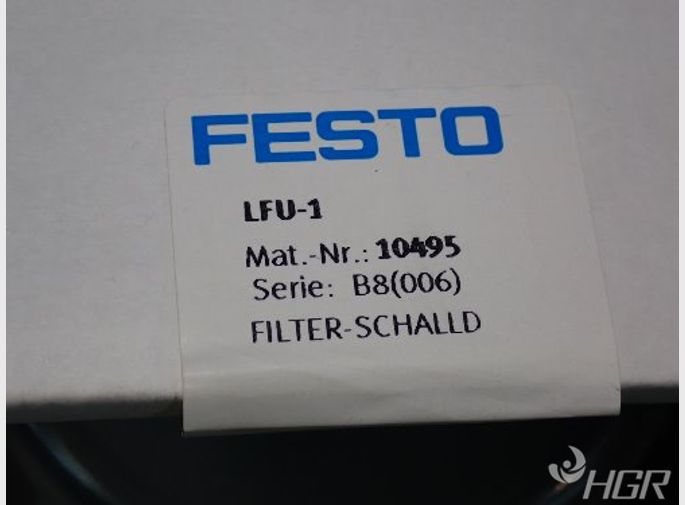 FESTO
LFU-1
Mat.-Nr.: 10495
Serie: B8(006)
FILTER-SCHALLD
HGR